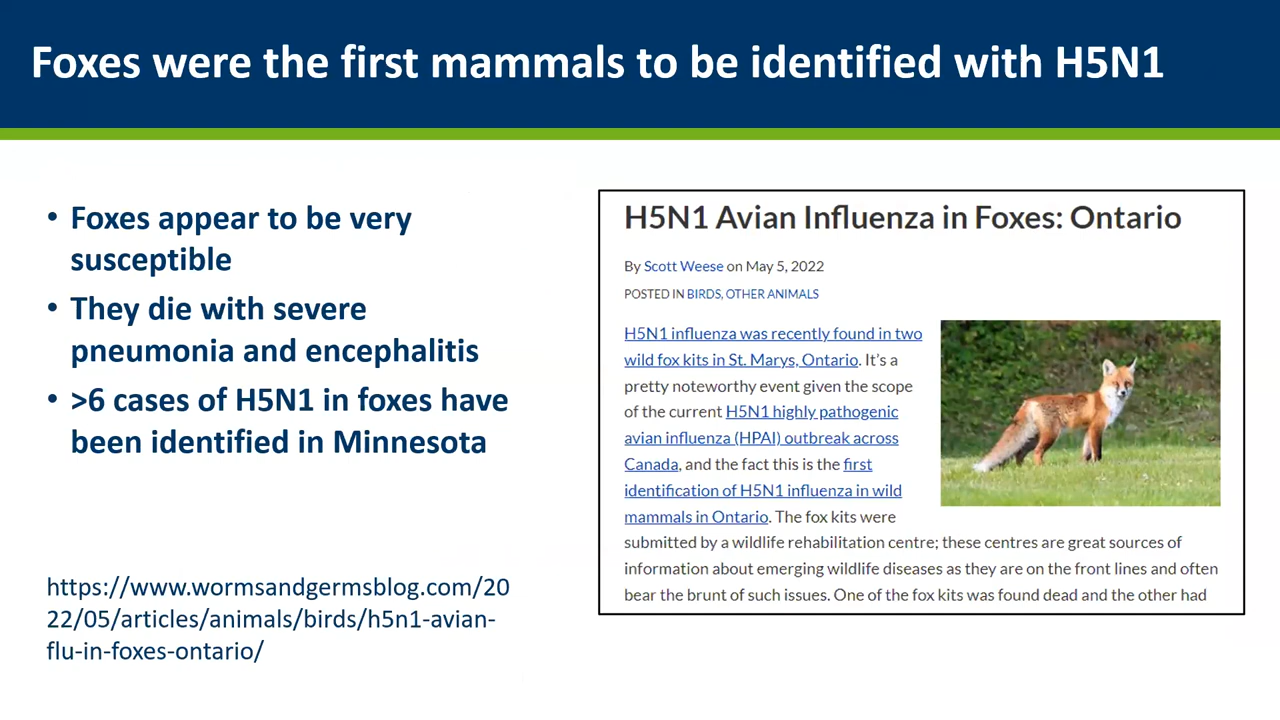 Foxes were the first mammals to be identified with H5N1
• Foxes appear to be very
susceptible
• They die with severe
pneumonia and encephalitis
• >6 cases of H5N1 in foxes have
been identified in Minnesota
https://www.wormsandgermsblog.com/20
22/05/articles/animals/birds/h5n1-avian-
flu-in-foxes-ontario/
H5N1 Avian Influenza in Foxes: Ontario
By Scott Weese on May 5, 2022
POSTED IN BIRDS, OTHER ANIMALS
H5N1 influenza was recently found in two
wild fox kits in St. Marys, Ontario. It’s a
pretty noteworthy event given the scope
of the current H5N1 highly pathogenic
avian influenza (HPAI) outbreak across
Canada, and the fact this is the first
identification of H5N1 influenza in wild
mammals in Ontario. The fox kits were
submitted by a wildlife rehabilitation centre; these centres are great sources of
information about emerging wildlife diseases as they are on the front lines and often
bear the brunt of such issues. One of the fox kits was found dead and the other had